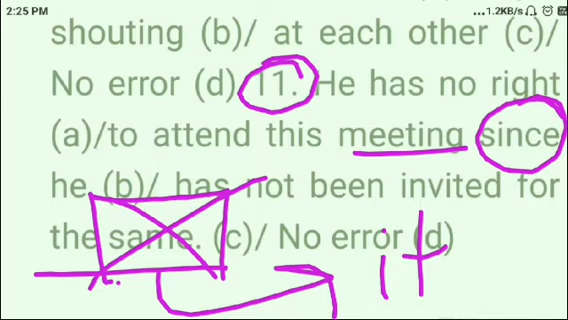 2:25 PM ...1.2KB/s
shouting (b)/ at each other (c)/
No error (d) 11. He has no right
(a)/to attend this meeting since
he (b)/ has not been invited for
the same. (c)/ No error (d)
it